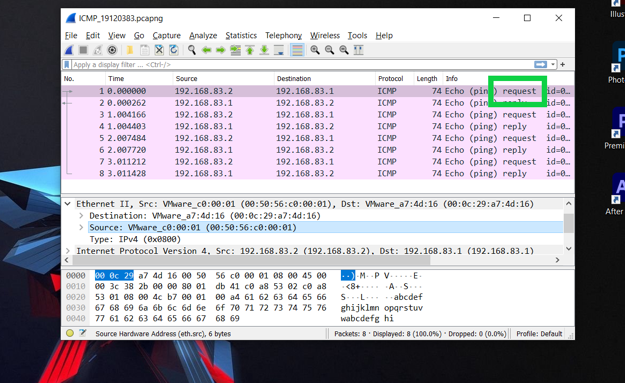 ICMP_19120383.pcapng
File Edit View Go Capture Analyze Statistics Telephony Wireless Tools Help
Apply a display filter ... <Ctrl-/>
No. Time Source Destination Protocol Length Info
1 0.000000 192.168.83.2 192.168.83.1 ICMP 74 Echo (ping) request id=0…
2 0.000262 192.168.83.1 192.168.83.2 ICMP 74 Echo (ping) reply id=0…
3 1.004166 192.168.83.2 192.168.83.1 ICMP 74 Echo (ping) request id=0…
4 1.004403 192.168.83.1 192.168.83.2 ICMP 74 Echo (ping) reply id=0…
5 2.007484 192.168.83.2 192.168.83.1 ICMP 74 Echo (ping) request id=0…
6 2.007720 192.168.83.1 192.168.83.2 ICMP 74 Echo (ping) reply id=0…
7 3.011212 192.168.83.2 192.168.83.1 ICMP 74 Echo (ping) request id=0…
8 3.011428 192.168.83.1 192.168.83.2 ICMP 74 Echo (ping) reply id=0…
Ethernet II, Src: VMware_c0:00:01 (00:50:56:c0:00:01), Dst: VMware_a7:4d:16 (00:0c:29:a7:4d:16)
Destination: VMware_a7:4d:16 (00:0c:29:a7:4d:16)
Source: VMware_c0:00:01 (00:50:56:c0:00:01)
Type: IPv4 (0x0800)
Internet Protocol Version 4, Src: 192.168.83.2 (192.168.83.2), Dst: 192.168.83.1 (192.168.83.1)
0000 00 0c 29 a7 4d 16 00 50 56 c0 00 01 08 00 45 00 ··)·M··P V·····E·
0010 00 3c 38 2b 00 00 80 01 db 41 c0 a8 53 02 c0 a8 ·<8+···· ·A··S···
0020 53 01 08 00 4c b7 00 01 00 a4 61 62 63 64 65 66 S···L··· ··abcdef
0030 67 68 69 6a 6b 6c 6d 6e 6f 70 71 72 73 74 75 76 ghijklmn opqrstuv
0040 77 61 62 63 64 65 66 67 68 69 wabcdefg hi
Source Hardware Address (eth.src), 6 bytes Packets: 8 · Displayed: 8 (100.0%) · Dropped: 0 (0.0%) Profile: Default
Illus
Photo
Premi
After